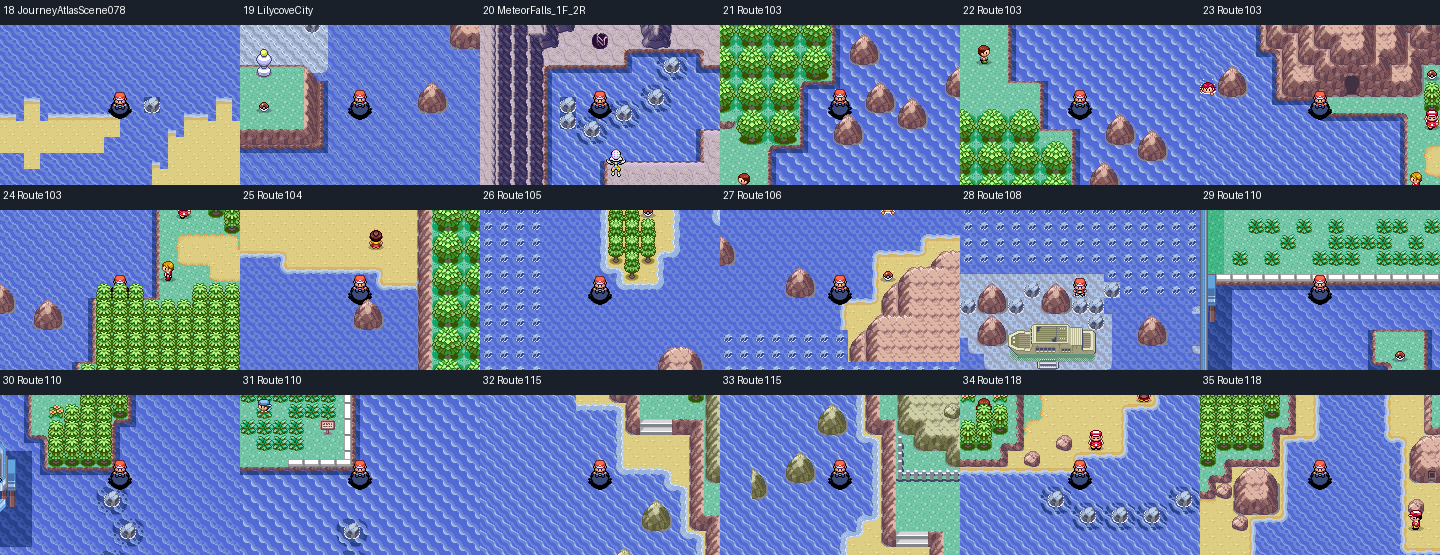 18 JourneyAtlasScene078
19 LilycoveCity
20 MeteorFalls_1F_2R
21 Route103
22 Route103
23 Route103
24 Route103
25 Route104
26 Route105
27 Route106
28 Route108
29 Route110
30 Route110
31 Route110
32 Route115
33 Route115
34 Route118
35 Route118